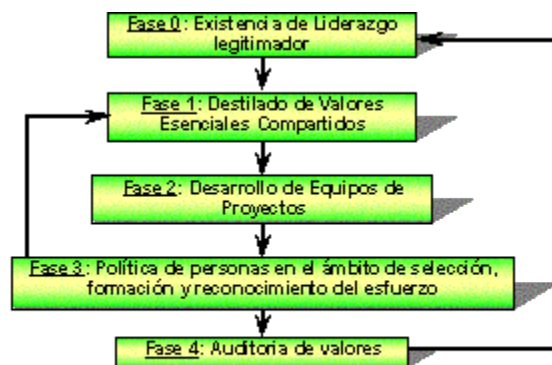 Fase 0: Existencia de Liderazgo
legitimador
Fase 1: Destilado de Valores
Esenciales Compartidos
Fase 2: Desarrollo de Equipos de
Proyectos
Fase 3: Política de personas en el ámbito de selección,
formación y reconocimiento del esfuerzo
Fase 4: Auditoria de valores